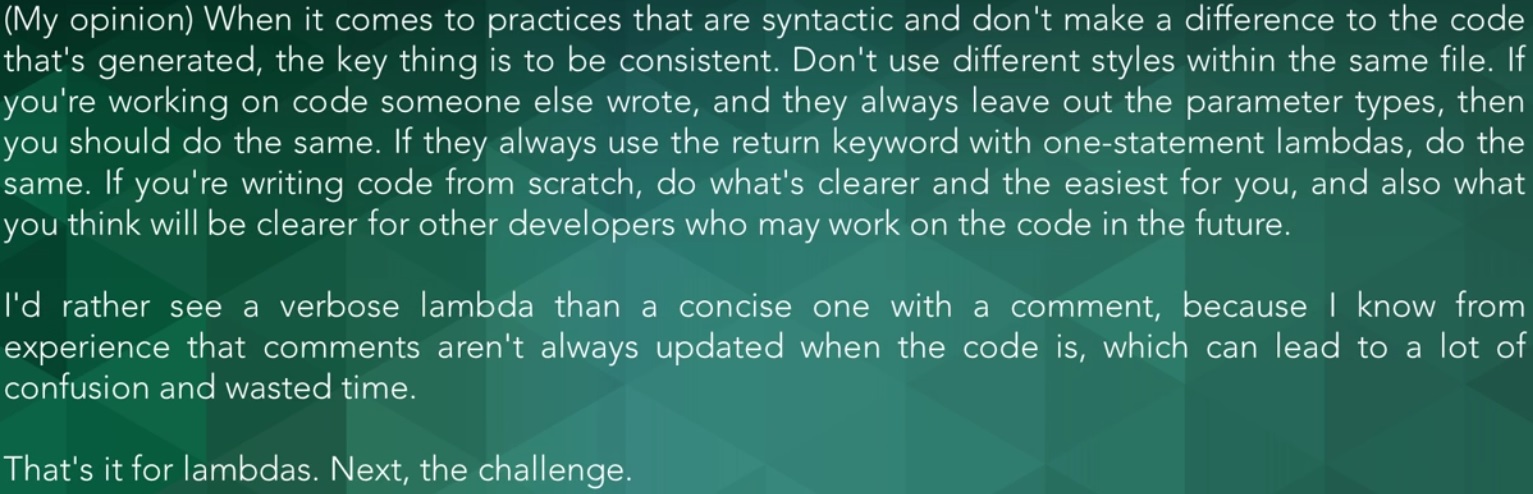 (My opinion) When it comes to practices that are syntactic and don't make a difference to the code
that's generated, the key thing is to be consistent. Don't use different styles within the same file. If
you're working on code someone else wrote, and they always leave out the parameter types, then
you should do the same. If they always use the return keyword with one-statement lambdas, do the
same. If you're writing code from scratch, do what's clearer and the easiest for you, and also what
you think will be clearer for other developers who may work on the code in the future.
I'd rather see a verbose lambda than a concise one with a comment, because I know from
experience that comments aren't always updated when the code is, which can lead to a lot of
confusion and wasted time.
That's it for lambdas. Next, the challenge.